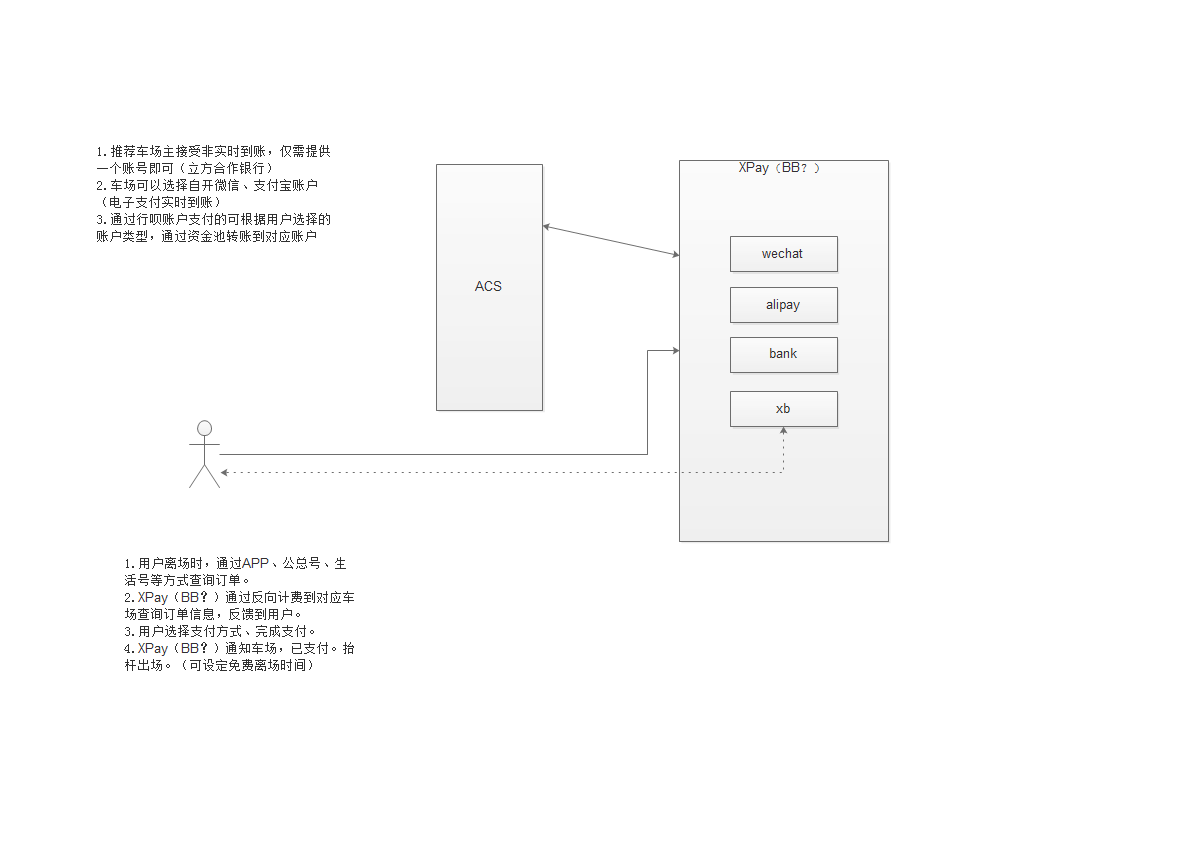 1.推荐车场主接受非实时到账，仅需提供
一个账号即可（立方合作银行）
2.车场可以选择自开微信、支付宝账户
（电子支付实时到账）
3.通过行呗账户支付的可根据用户选择的
账户类型，通过资金池转账到对应账户
ACS
XPay（BB？）
wechat
alipay
bank
xb
1.用户离场时，通过APP、公总号、生
活号等方式查询订单。
2.XPay（BB？）通过反向计费到对应车
场查询订单信息，反馈到用户。
3.用户选择支付方式、完成支付。
4.XPay（BB？）通知车场，已支付。抬
杆出场。（可设定免费离场时间）